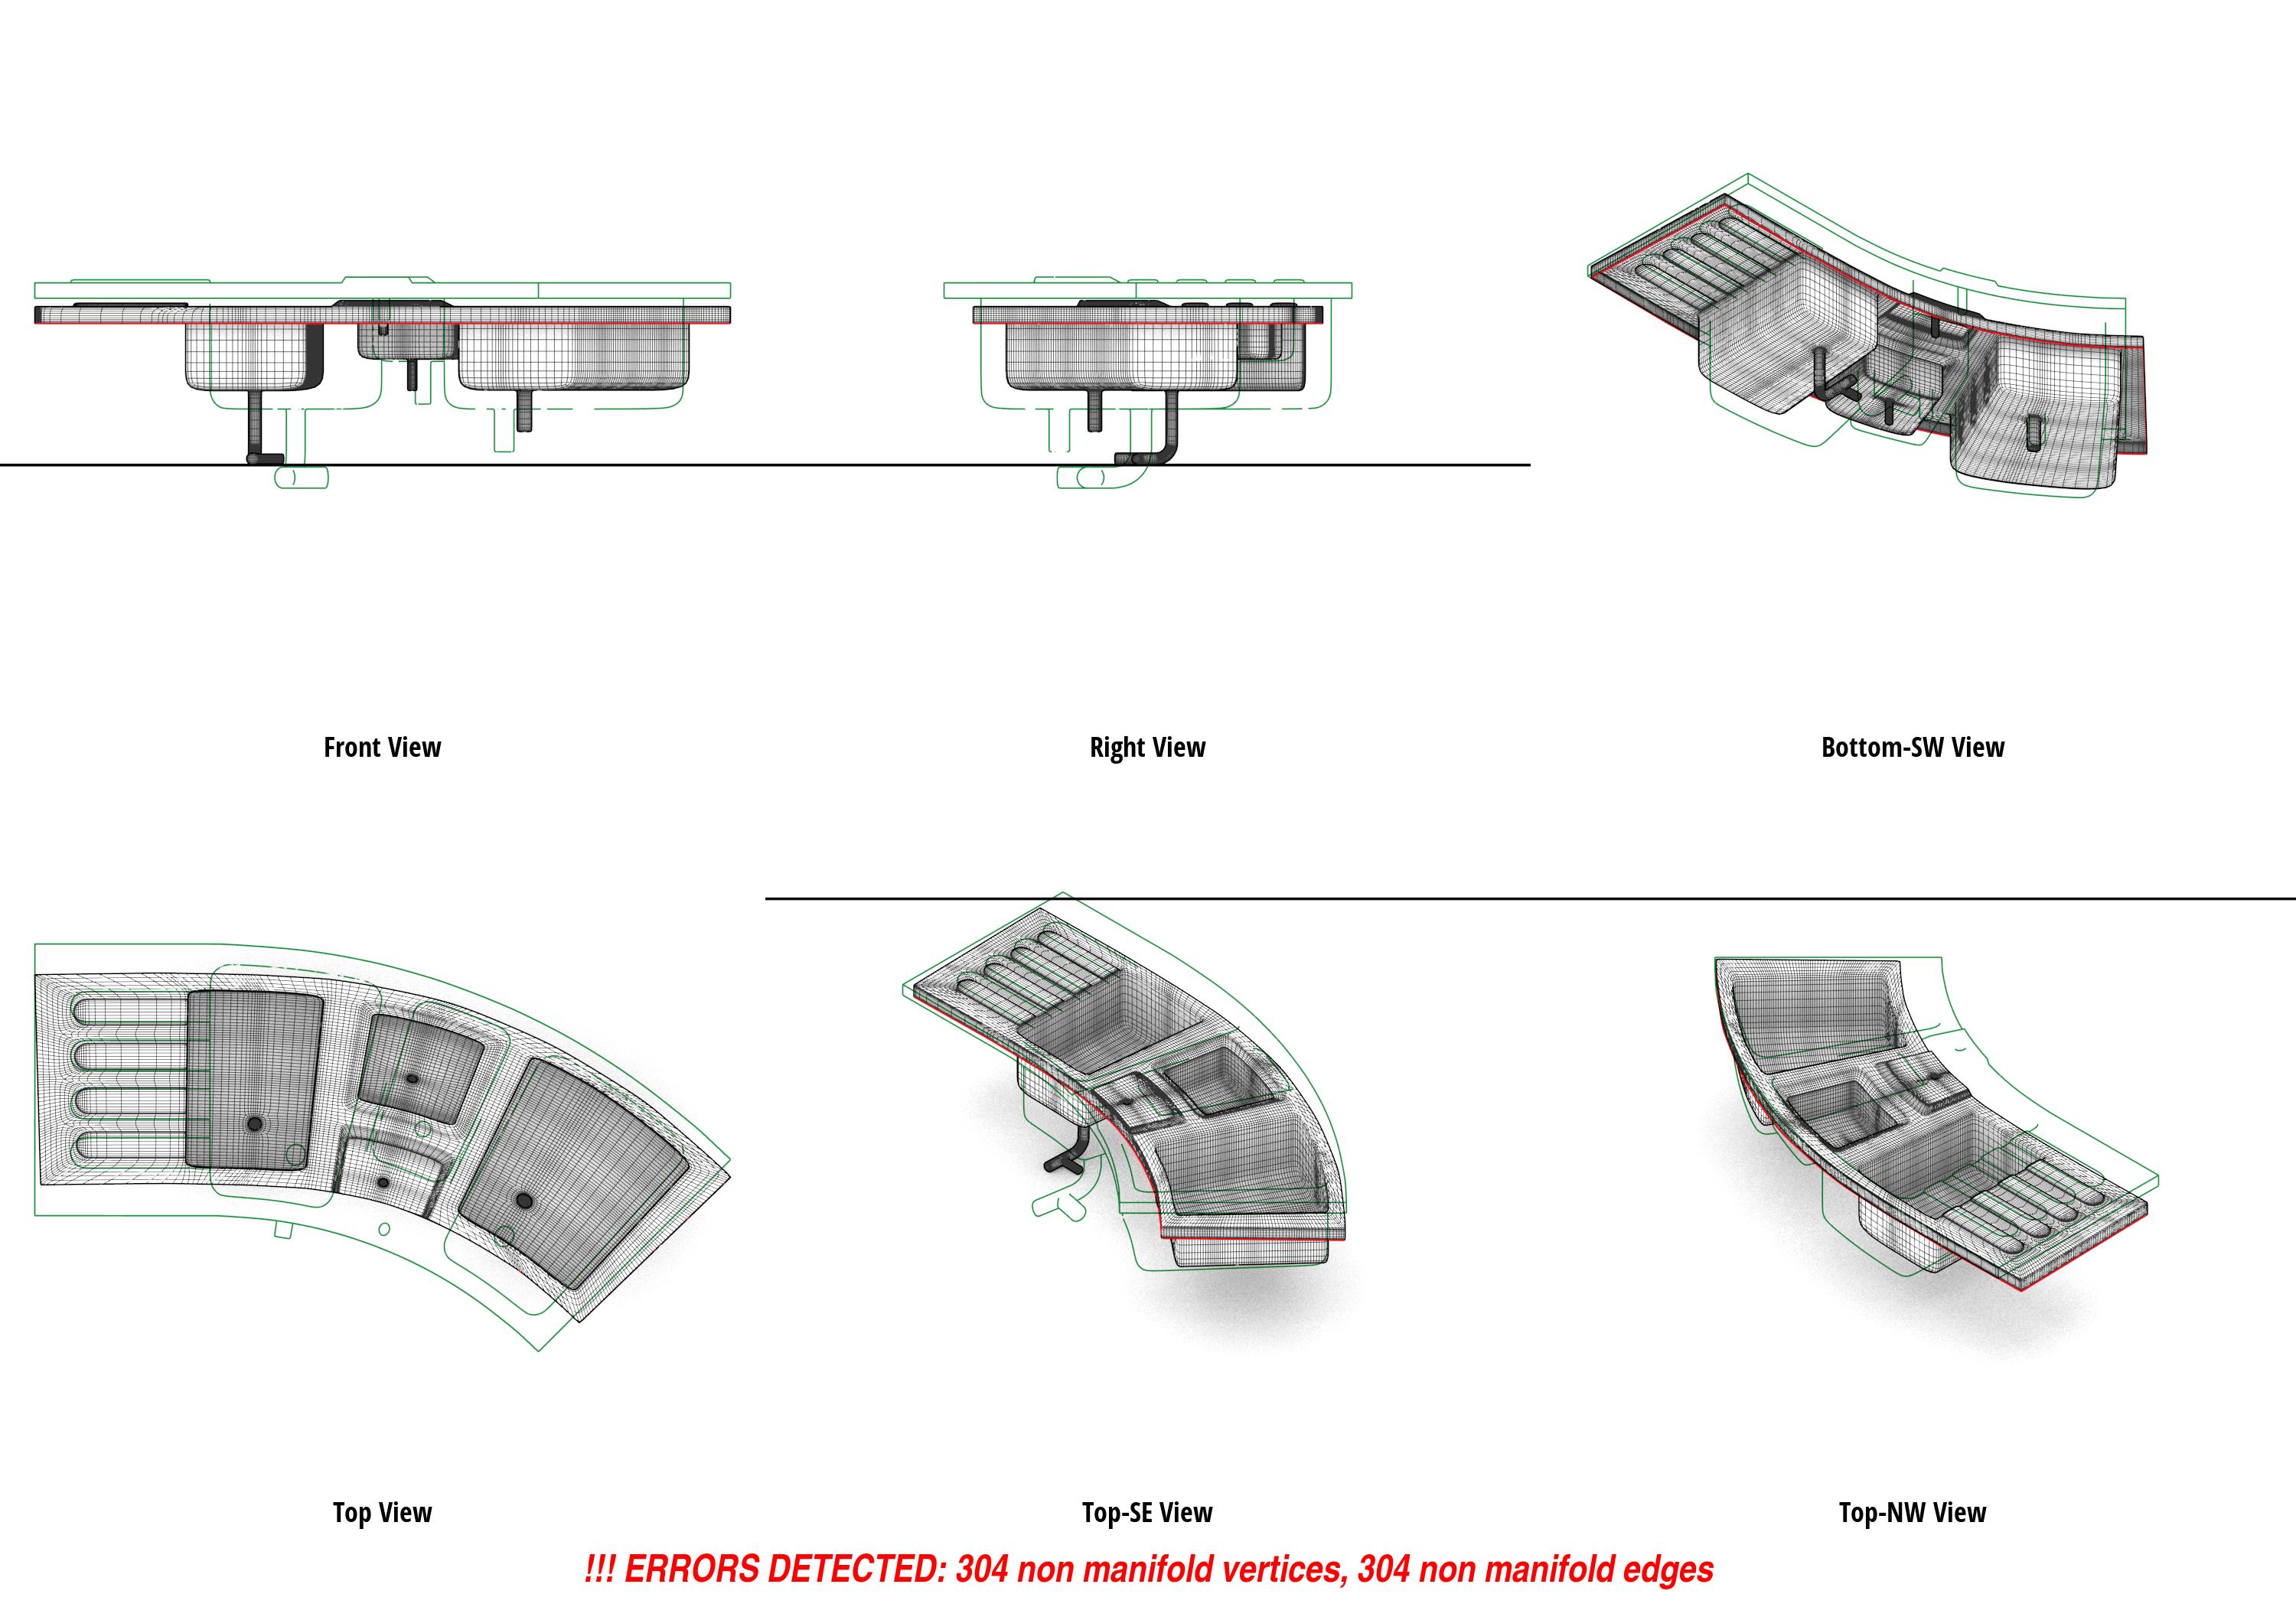 Front View
Right View
Bottom-SW View
Top View
Top-SE View
Top-NW View
!!! ERRORS DETECTED: 304 non manifold vertices, 304 non manifold edges